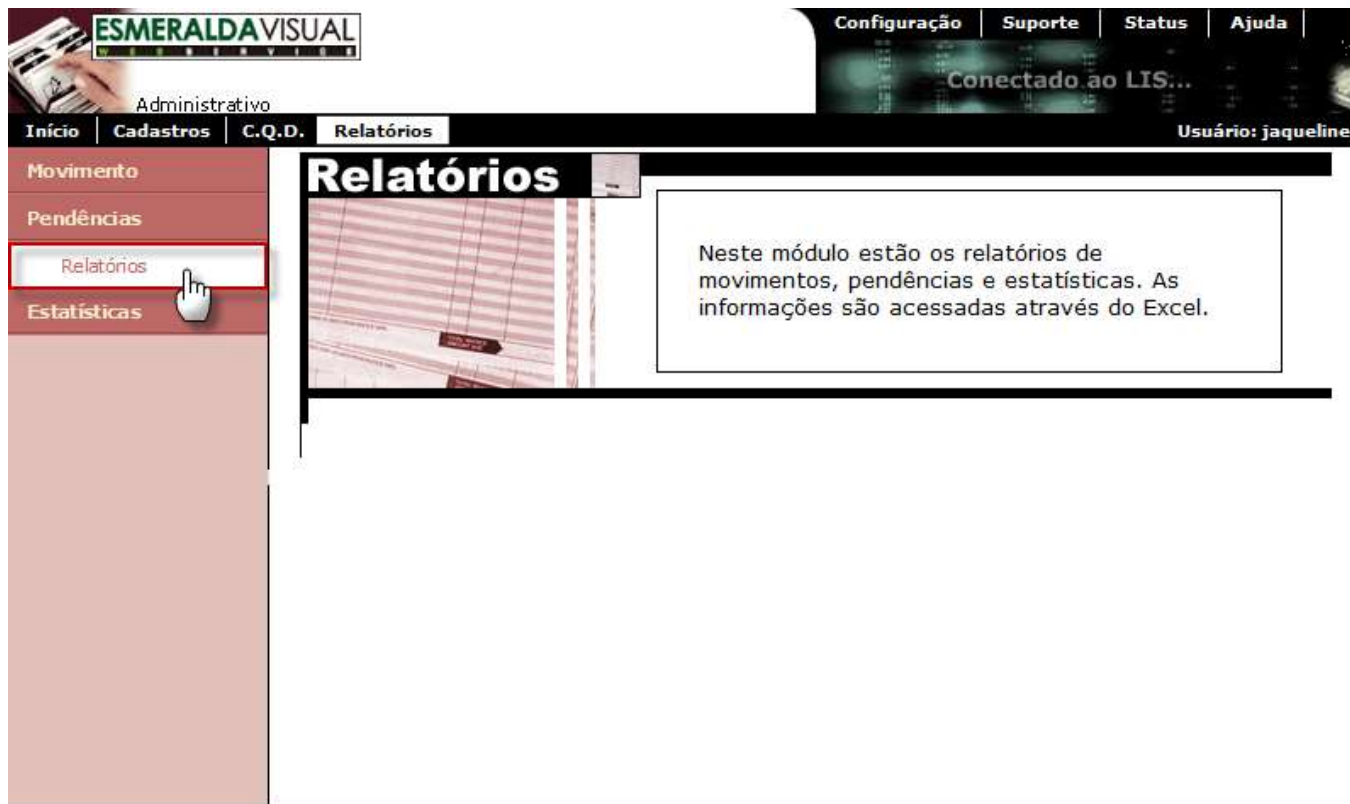 ESMERALDAVISUAL
WEBSERVICE
Administrativo
Configuração Suporte Status Ajuda
Conectado ao LIS...
Início Cadastros C.Q.D. Relatórios Usuário: jaqueline
Movimento
Pendências
Relatórios
Estatísticas
Relatórios
Neste módulo estão os relatórios de
movimentos, pendências e estatísticas. As
informações são acessadas através do Excel.